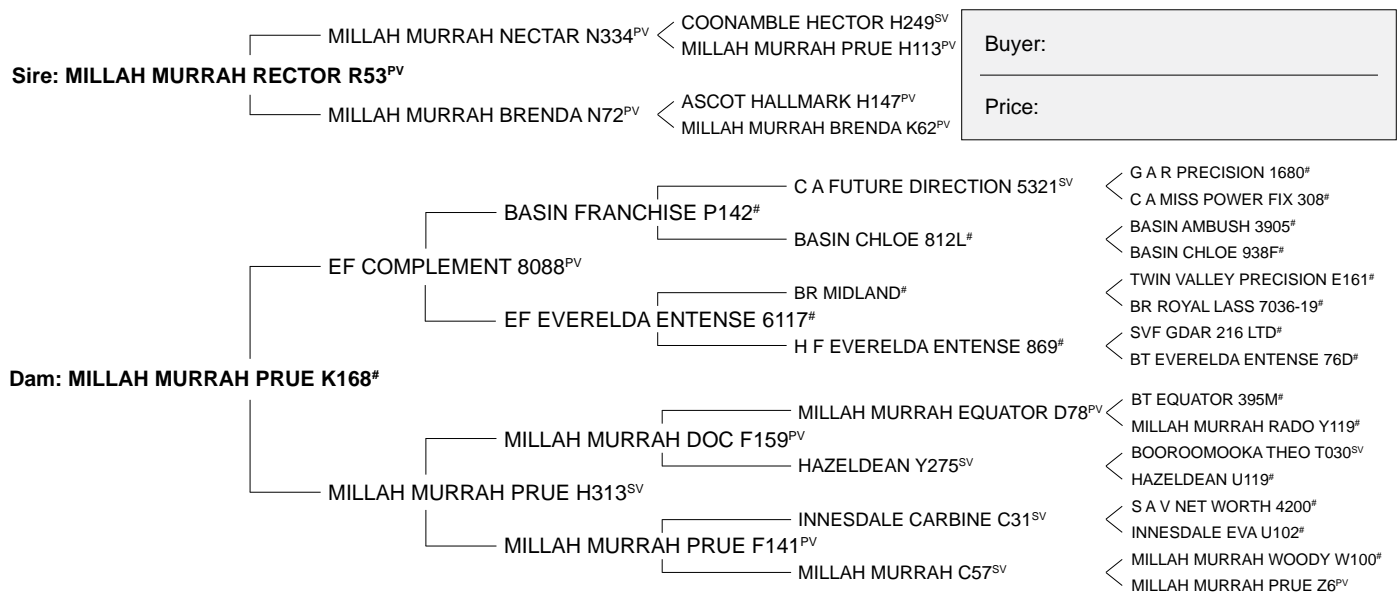 MILLAH MURRAH NECTAR N334PV
COONAMBLE HECTOR H249SV
MILLAH MURRAH PRUE H113PV
Sire: MILLAH MURRAH RECTOR R53PV
MILLAH MURRAH BRENDA N72PV
ASCOT HALLMARK H147PV
MILLAH MURRAH BRENDA K62PV
Buyer:
Price:
G A R PRECISION 1680#
C A FUTURE DIRECTION 5321SV
C A MISS POWER FIX 308#
BASIN FRANCHISE P142#
BASIN AMBUSH 3905#
BASIN CHLOE 812L#
BASIN CHLOE 938F#
EF COMPLEMENT 8088PV
TWIN VALLEY PRECISION E161#
BR MIDLAND#
BR ROYAL LASS 7036-19#
EF EVERELDA ENTENSE 6117#
SVF GDAR 216 LTD#
H F EVERELDA ENTENSE 869#
BT EVERELDA ENTENSE 76D#
Dam: MILLAH MURRAH PRUE K168#
BT EQUATOR 395M#
MILLAH MURRAH EQUATOR D78PV
MILLAH MURRAH RADO Y119#
MILLAH MURRAH DOC F159PV
BOOROOMOOKA THEO T030SV
HAZELDEAN Y275SV
HAZELDEAN U119#
MILLAH MURRAH PRUE H313SV
S A V NET WORTH 4200#
INNESDALE CARBINE C31SV
INNESDALE EVA U102#
MILLAH MURRAH PRUE F141PV
MILLAH MURRAH WOODY W100#
MILLAH MURRAH C57SV
MILLAH MURRAH PRUE Z6PV